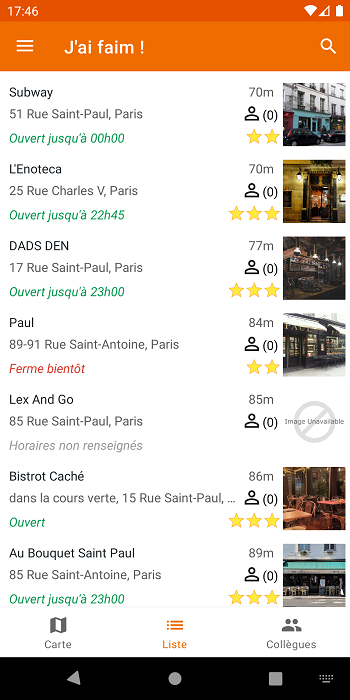 17:46
J'ai faim !
Subway 70m
51 Rue Saint-Paul, Paris (0)
Ouvert jusqu'à 00h00
L'Enoteca 70m
25 Rue Charles V, Paris (0)
Ouvert jusqu'à 22h45
DADS DEN 77m
17 Rue Saint-Paul, Paris (0)
Ouvert jusqu'à 23h00
Paul 84m
89-91 Rue Saint-Antoine, Paris (0)
Ferme bientôt
Lex And Go 85m
85 Rue Saint-Paul, Paris (0)
Image Unavailable
Horaires non renseignés
Bistrot Caché 86m
dans la cours verte, 15 Rue Saint-Paul, ... (0)
Ouvert
Au Bouquet Saint Paul 89m
85 Rue Saint-Antoine, Paris (0)
Ouvert jusqu'à 23h00
Carte Liste Collègues